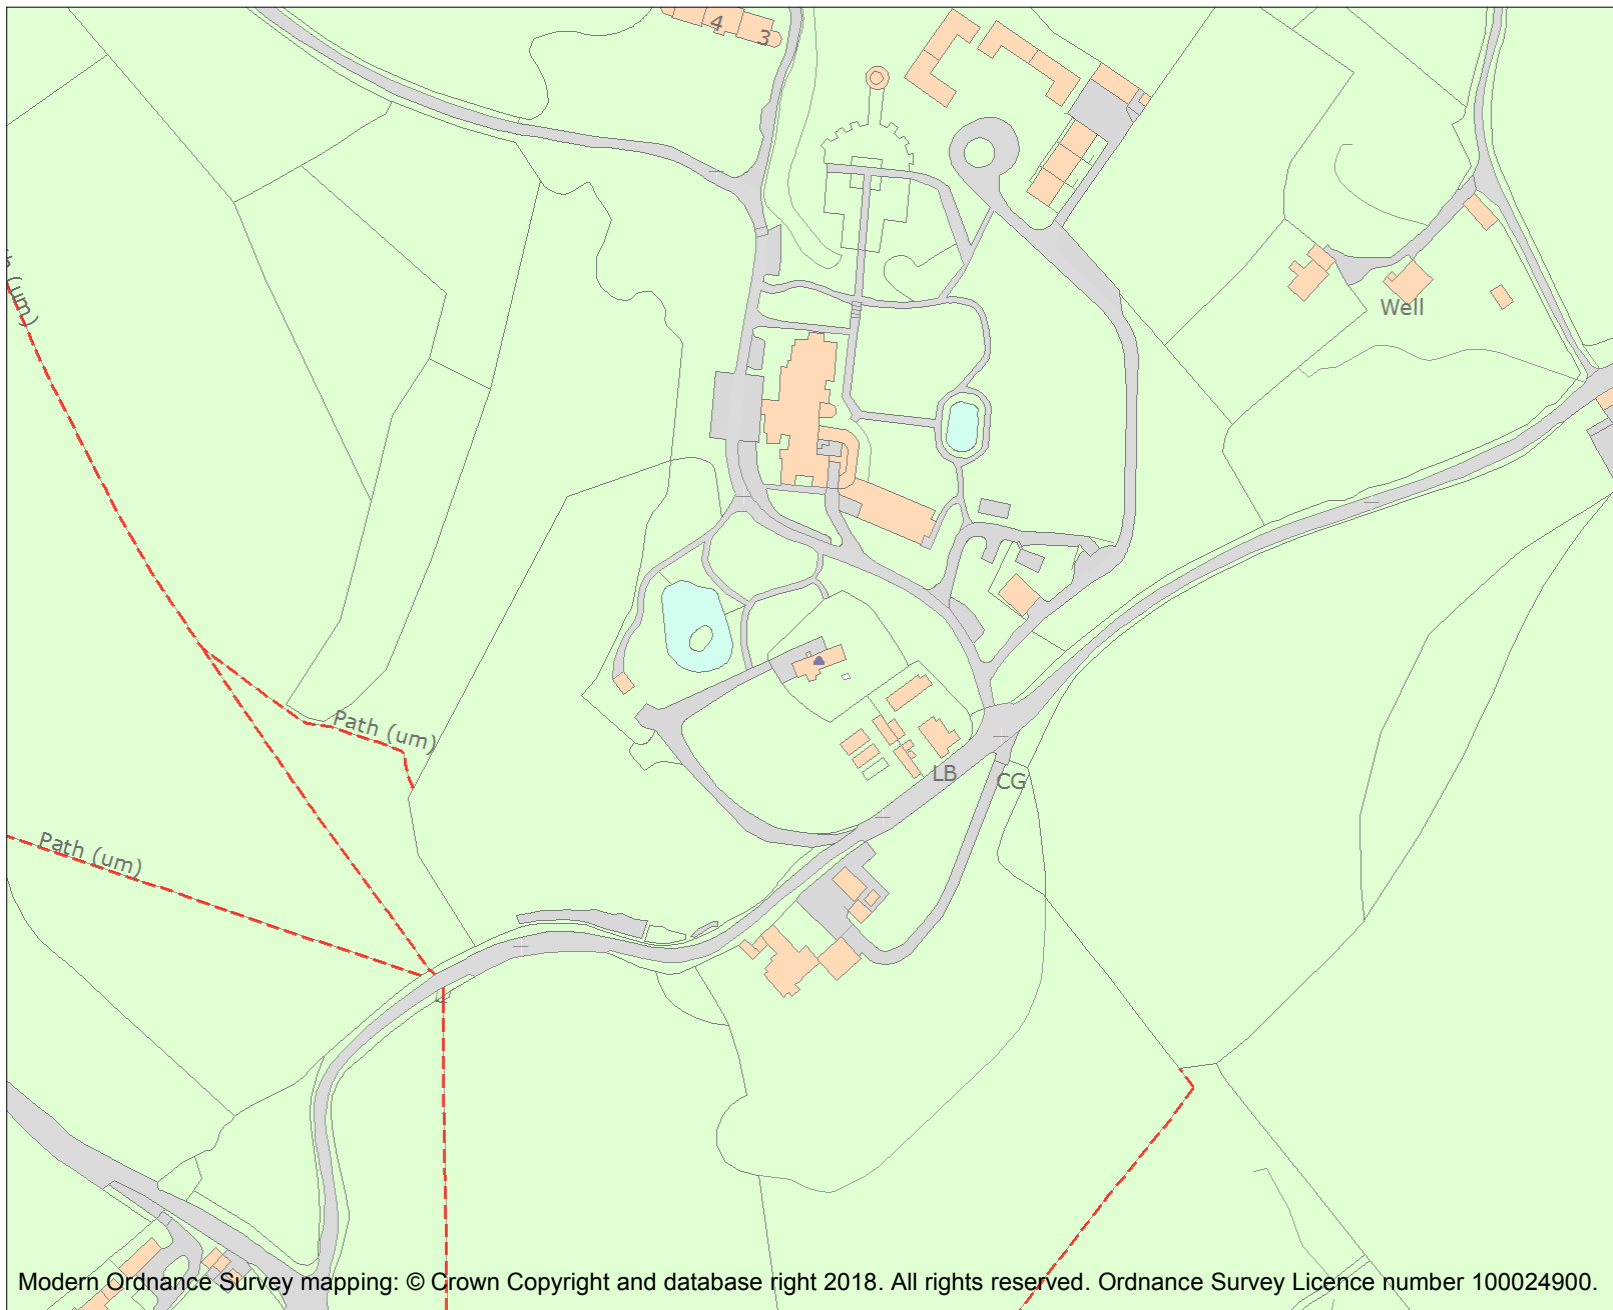 4
3
h (um)
Well
Path (um)
LB
CG
Path (um)
Modern Ordnance Survey mapping: © Crown Copyright and database right 2018. All rights reserved. Ordnance Survey Licence number 100024900.